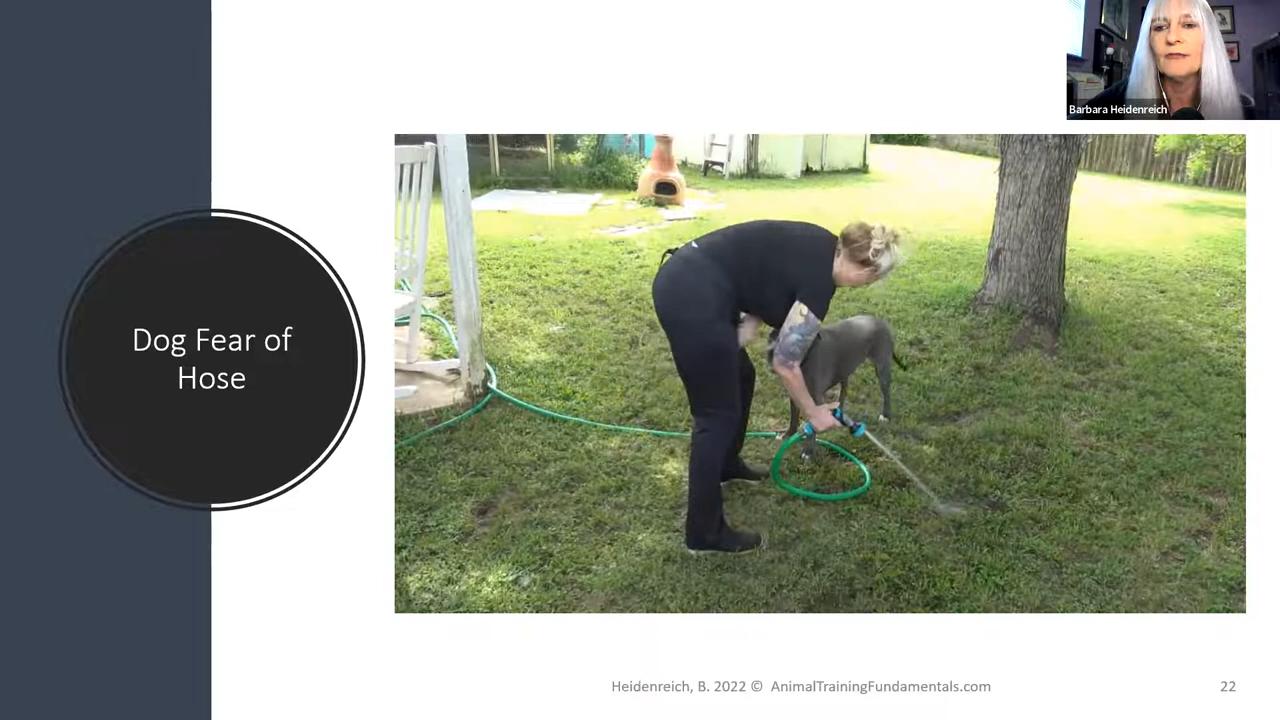 Barbara Heidenreich
Dog Fear of
Hose
Heidenreich, B. 2022 © AnimalTrainingFundamentals.com
22